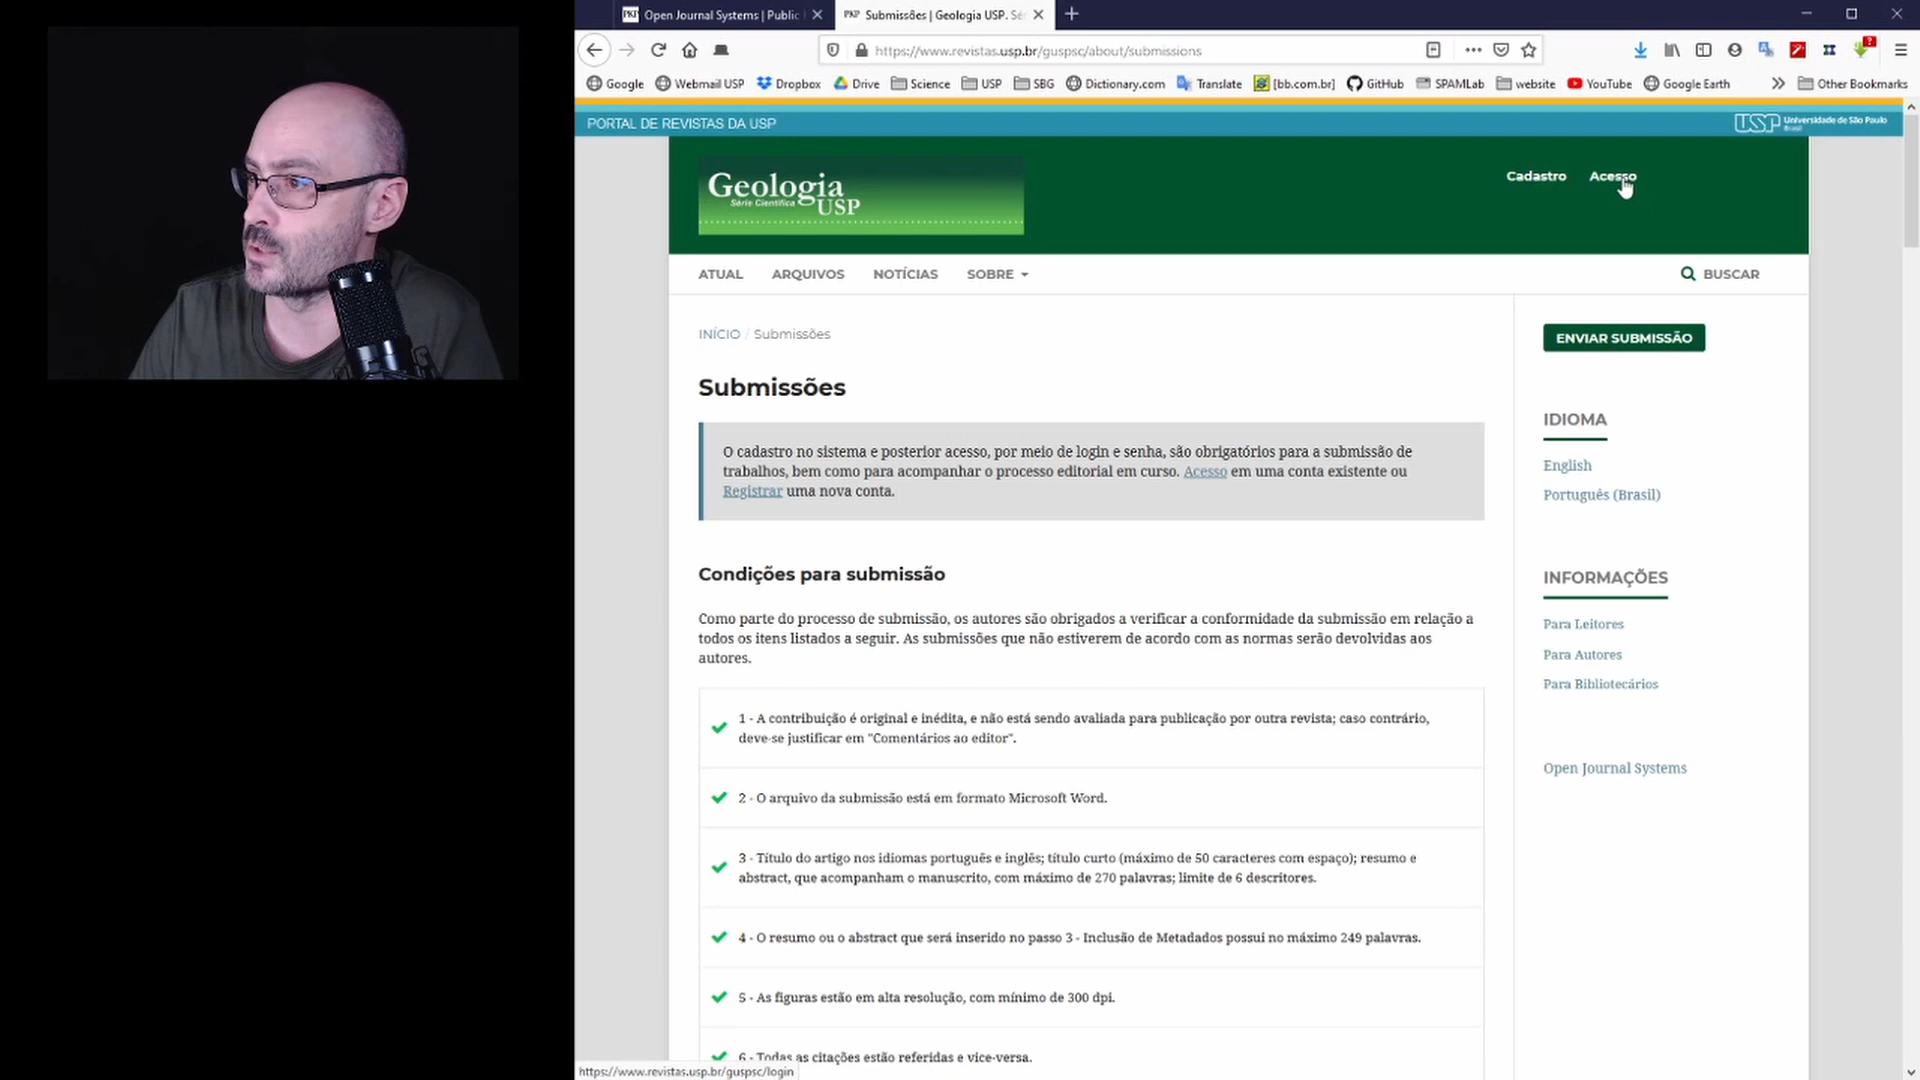 Open Journal Systems | Public
Submissões | Geologia USP. Sé
https://www.revistas.usp.br/guspsc/about/submissions
Google Webmail USP Dropbox Drive Science USP SBG Dictionary.com Translate [bb.com.br] GitHub SPAMLab website YouTube Google Earth Other Bookmarks
PORTAL DE REVISTAS DA USP
USP Universidade de São Paulo
Brasil
Geologia
Série Científica USP
Cadastro Acesso
ATUAL ARQUIVOS NOTÍCIAS SOBRE
BUSCAR
INÍCIO / Submissões
Submissões
O cadastro no sistema e posterior acesso, por meio de login e senha, são obrigatórios para a submissão de
trabalhos, bem como para acompanhar o processo editorial em curso. Acesso em uma conta existente ou
Registrar uma nova conta.
Condições para submissão
Como parte do processo de submissão, os autores são obrigados a verificar a conformidade da submissão em relação a
todos os itens listados a seguir. As submissões que não estiverem de acordo com as normas serão devolvidas aos
autores.
1 - A contribuição é original e inédita, e não está sendo avaliada para publicação por outra revista; caso contrário,
deve-se justificar em "Comentários ao editor".
2 - O arquivo da submissão está em formato Microsoft Word.
3 - Título do artigo nos idiomas português e inglês; título curto (máximo de 50 caracteres com espaço); resumo e
abstract, que acompanham o manuscrito, com máximo de 270 palavras; limite de 6 descritores.
4 - O resumo ou o abstract que será inserido no passo 3 - Inclusão de Metadados possui no máximo 249 palavras.
5 - As figuras estão em alta resolução, com mínimo de 300 dpi.
6 - Todas as citações estão referidas e vice-versa.
ENVIAR SUBMISSÃO
IDIOMA
English
Português (Brasil)
INFORMAÇÕES
Para Leitores
Para Autores
Para Bibliotecários
Open Journal Systems
https://www.revistas.usp.br/guspsc/login